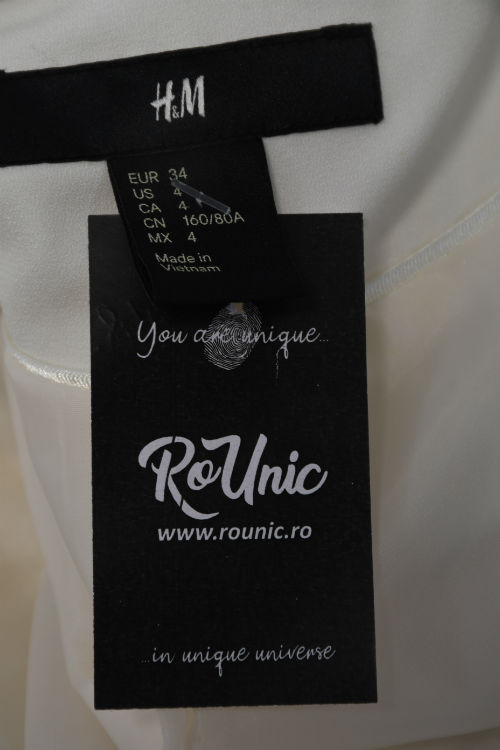 H&M
EUR 34
US 4
CA 4
CN 160/80A
MX 4
Made in
Vietnam
You are unique...
RoUnic
www.rounic.ro
...in unique universe